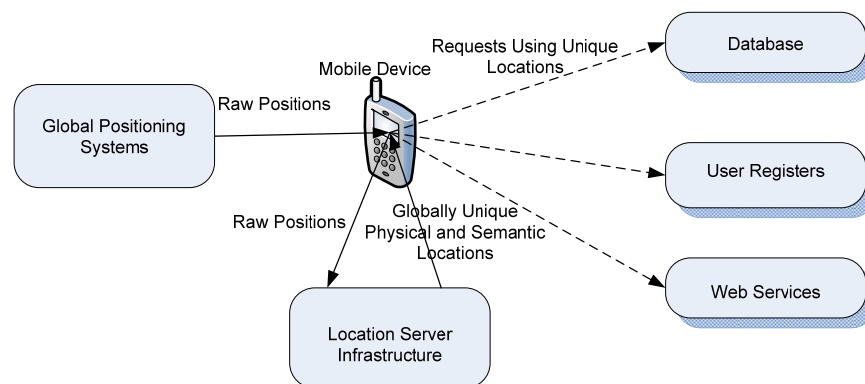 Requests Using Unique
Locations
Database
Mobile Device
Raw Positions
Global Positioning
Systems
User Registers
Raw Positions
Globally Unique
Physical and Semantic
Locations
Web Services
Location Server
Infrastructure